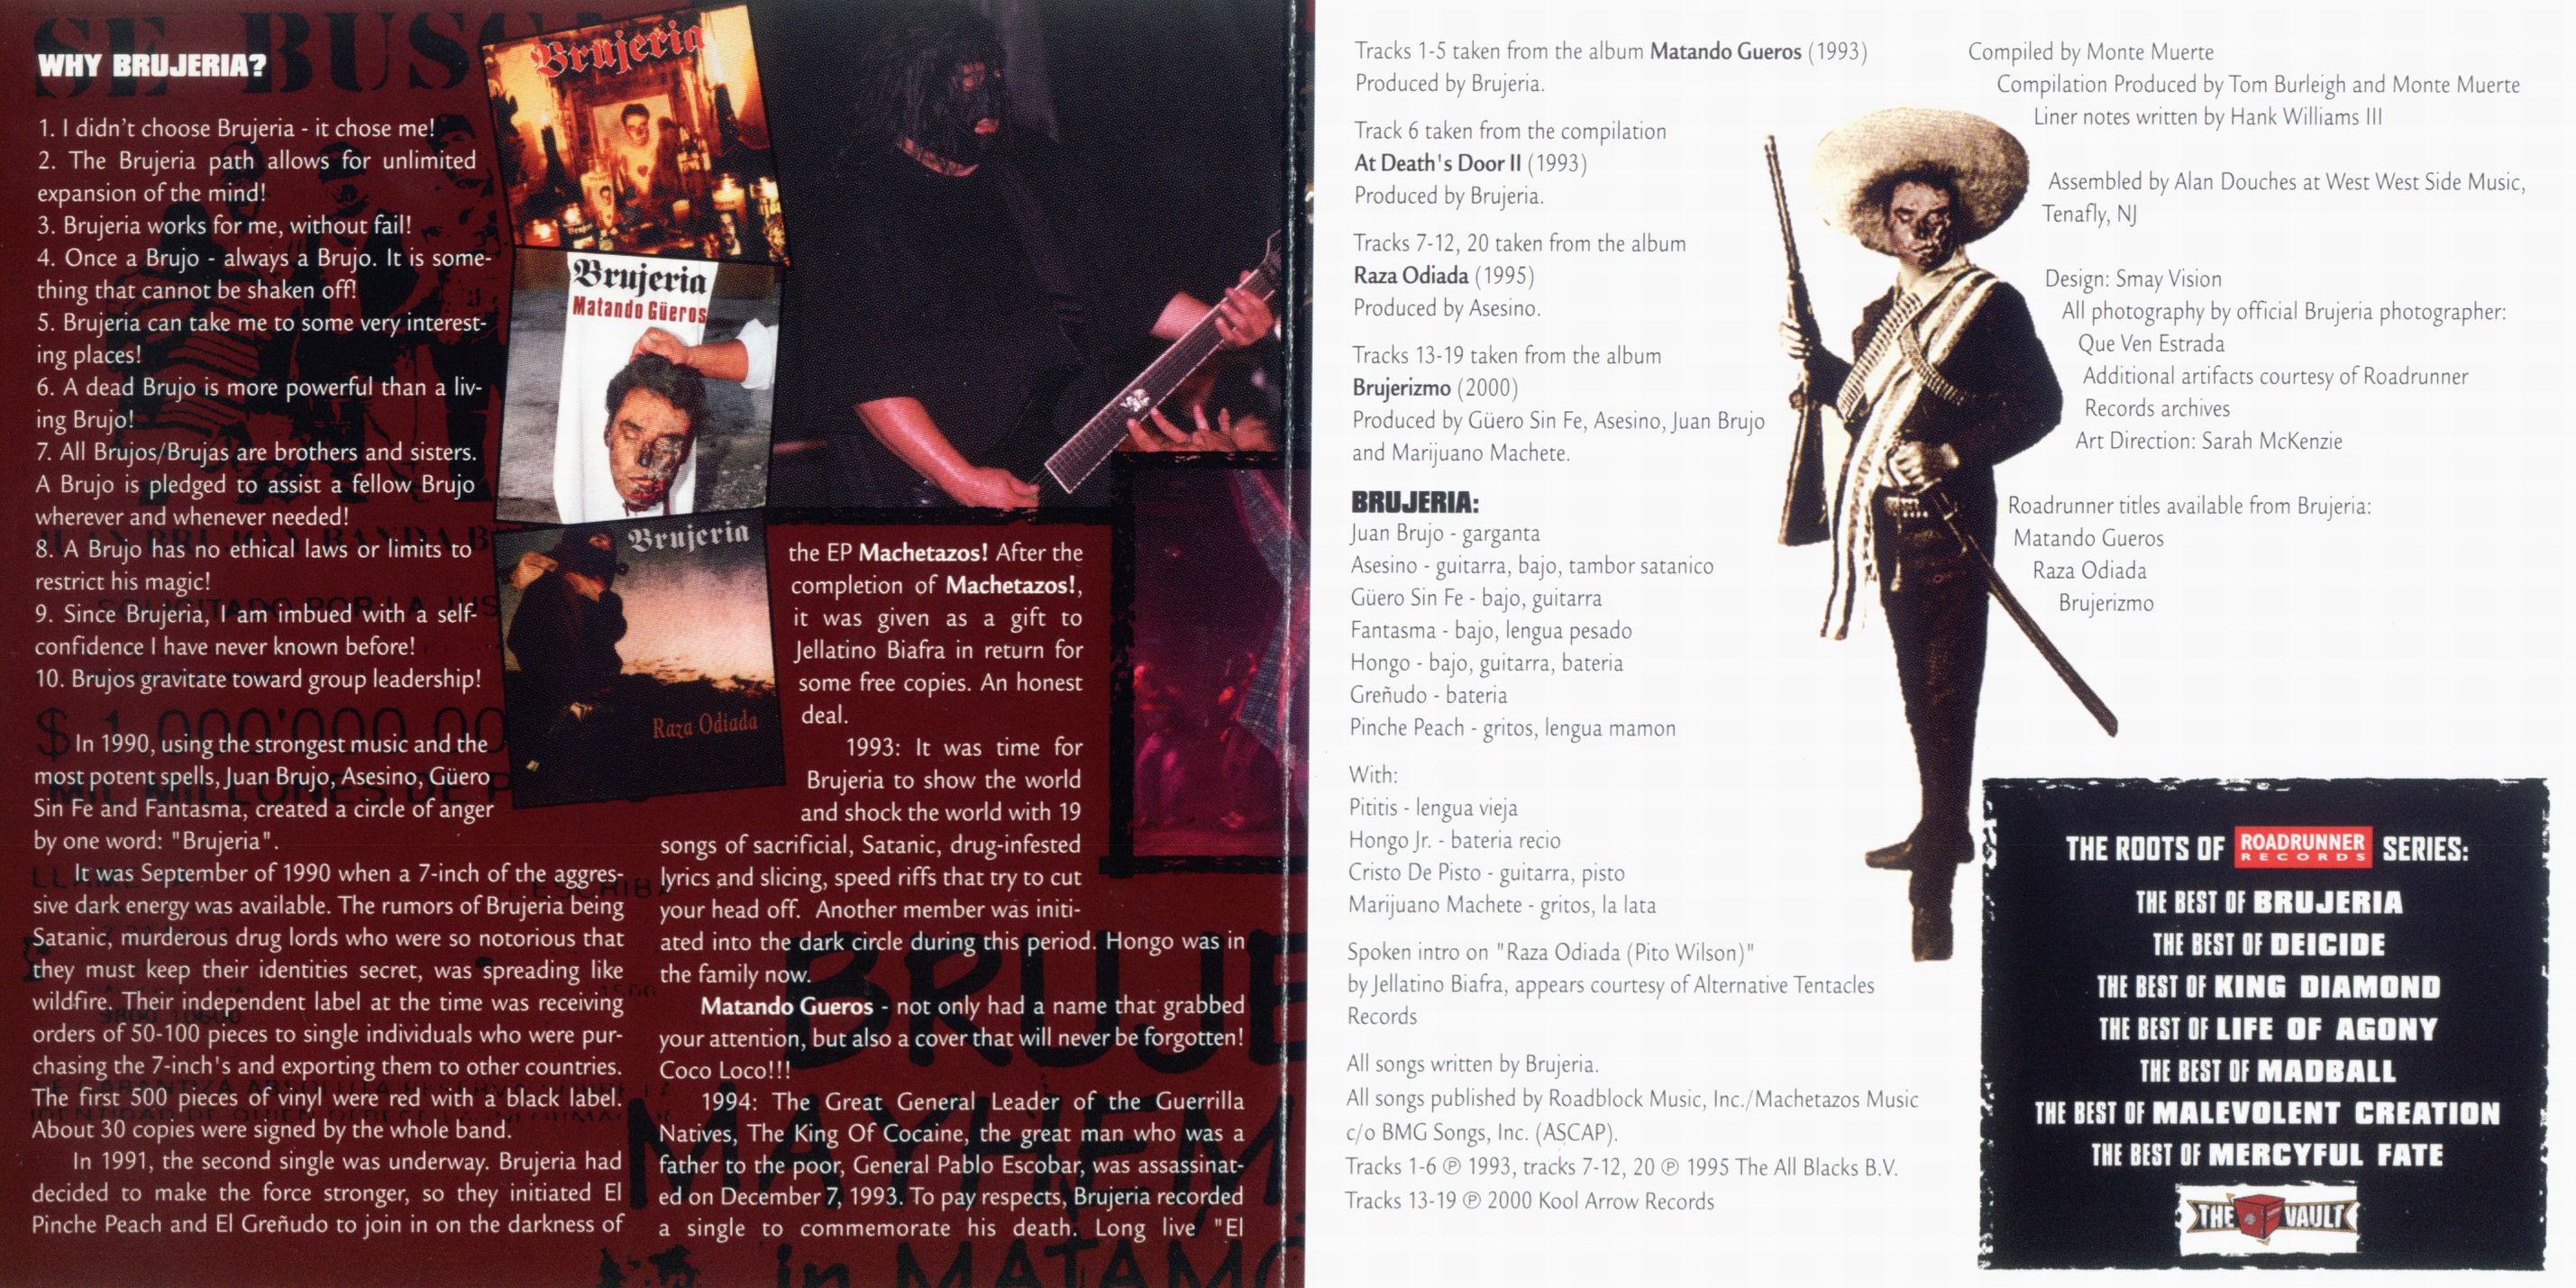 WHY BRUJERIA?
1. I didn't choose Brujeria - it chose me!
2. The Brujeria path allows for unlimited
expansion of the mind!
3. Brujeria works for me, without fail!
4. Once a Brujo - always a Brujo. It is some-
thing that cannot be shaken off!
5. Brujeria can take me to some very interest-
ing places!
6. A dead Brujo is more powerful than a liv-
ing Brujo!
7. All Brujos/Brujas are brothers and sisters.
A Brujo is pledged to assist a fellow Brujo
wherever and whenever needed!
8. A Brujo has no ethical laws or limits to
restrict his magic!
9. Since Brujeria, I am imbued with a self-
confidence I have never known before!
10. Brujos gravitate toward group leadership!
In 1990, using the strongest music and the
most potent spells, Juan Brujo, Asesino, Güero
Sin Fe and Fantasma, created a circle of anger
by one word: "Brujeria".
It was September of 1990 when a 7-inch of the aggres-
sive dark energy was available. The rumors of Brujeria being
Satanic, murderous drug lords who were so notorious that
they must keep their identities secret, was spreading like
wildfire. Their independent label at the time was receiving
orders of 50-100 pieces to single individuals who were pur-
chasing the 7-inch's and exporting them to other countries.
The first 500 pieces of vinyl were red with a black label.
About 30 copies were signed by the whole band.
In 1991, the second single was underway. Brujeria had
decided to make the force stronger, so they initiated El
Pinche Peach and El Greñudo to join in on the darkness of
Brujeria
Brujeria
Matando Güeros
Brujeria
Raza Odiada
the EP Machetazos! After the
completion of Machetazos!,
it was given as a gift to
Jellatino Biafra in return for
some free copies. An honest
deal.
1993: It was time for
Brujeria to show the world
and shock the world with 19
songs of sacrificial, Satanic, drug-infested
lyrics and slicing, speed riffs that try to cut
your head off. Another member was initi-
ated into the dark circle during this period. Hongo was in
the family now.
Matando Gueros - not only had a name that grabbed
your attention, but also a cover that will never be forgotten!
Coco Loco!!!
1994: The Great General Leader of the Guerrilla
Natives, The King Of Cocaine, the great man who was a
father to the poor, General Pablo Escobar, was assassinat-
ed on December 7, 1993. To pay respects, Brujeria recorded
a single to commemorate his death. Long live "El
Tracks 1-5 taken from the album Matando Gueros (1993)
Produced by Brujeria.
Track 6 taken from the compilation
At Death's Door II (1993)
Produced by Brujeria.
Tracks 7-12, 20 taken from the album
Raza Odiada (1995)
Produced by Asesino.
Tracks 13-19 taken from the album
Brujerizmo (2000)
Produced by Güero Sin Fe, Asesino, Juan Brujo
and Marijuano Machete.
BRUJERIA:
Juan Brujo - garganta
Asesino - guitarra, bajo, tambor satanico
Güero Sin Fe - bajo, guitarra
Fantasma - bajo, lengua pesado
Hongo - bajo, guitarra, bateria
Greñudo - bateria
Pinche Peach - gritos, lengua mamon
With:
Pititis - lengua vieja
Hongo Jr. - bateria recio
Cristo De Pisto - guitarra, pisto
Marijuano Machete - gritos, la lata
Spoken intro on "Raza Odiada (Pito Wilson)"
by Jellatino Biafra, appears courtesy of Alternative Tentacles
Records
All songs written by Brujeria.
All songs published by Roadblock Music, Inc./Machetazos Music
c/o BMG Songs, Inc. (ASCAP).
Tracks 1-6 ℗ 1993, tracks 7-12, 20 ℗ 1995 The All Blacks B.V.
Tracks 13-19 ℗ 2000 Kool Arrow Records
Compiled by Monte Muerte
Compilation Produced by Tom Burleigh and Monte Muerte
Liner notes written by Hank Williams III
Assembled by Alan Douches at West West Side Music,
Tenafly, NJ
Design: Smay Vision
All photography by official Brujeria photographer:
Que Ven Estrada
Additional artifacts courtesy of Roadrunner
Records archives
Art Direction: Sarah McKenzie
Roadrunner titles available from Brujeria:
Matando Gueros
Raza Odiada
Brujerizmo
THE ROOTS OF ROADRUNNER RECORDS SERIES:
THE BEST OF BRUJERIA
THE BEST OF DEICIDE
THE BEST OF KING DIAMOND
THE BEST OF LIFE OF AGONY
THE BEST OF MADBALL
THE BEST OF MALEVOLENT CREATION
THE BEST OF MERCYFUL FATE
THE VAULT